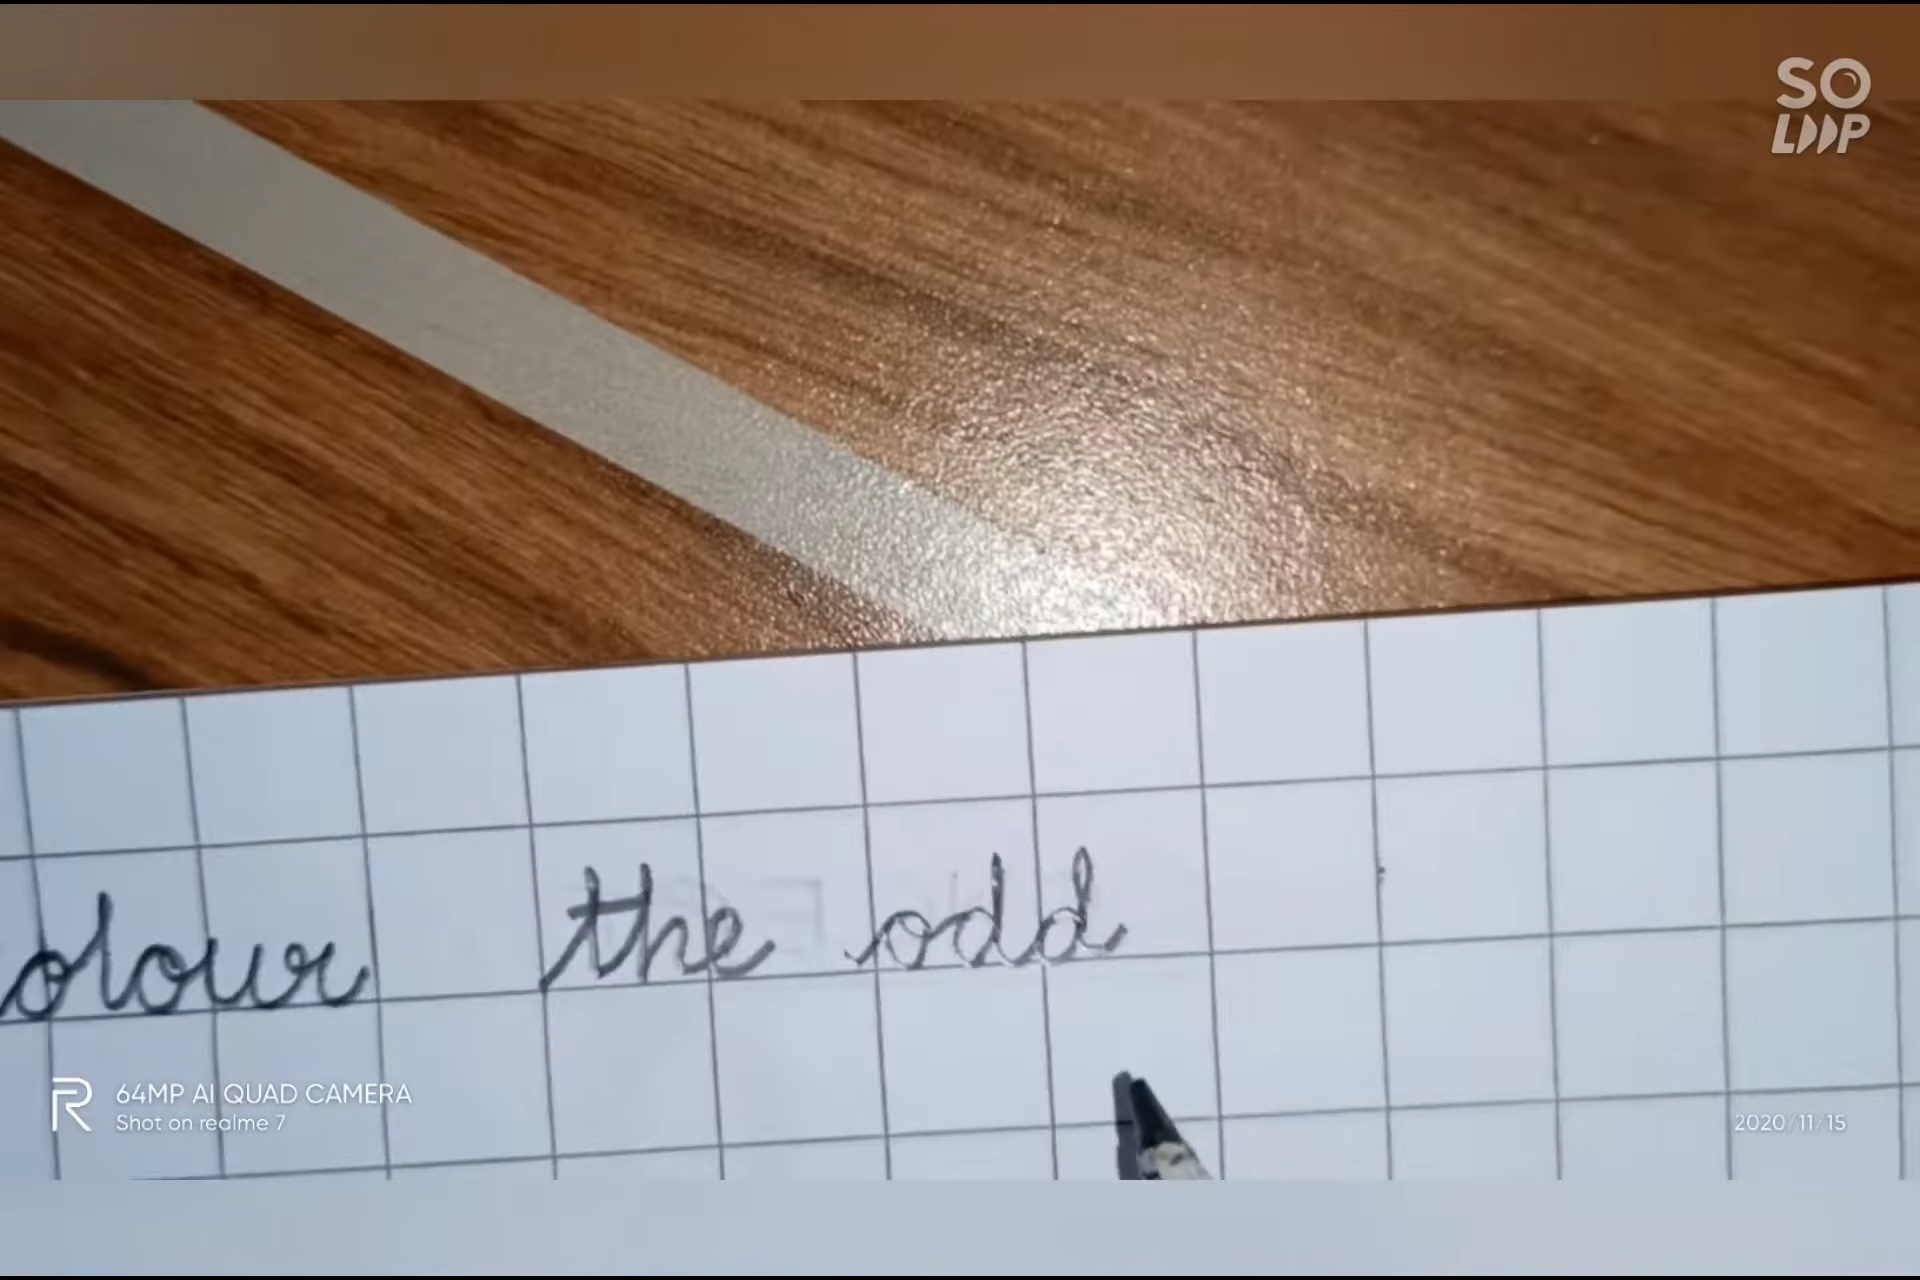 SO
LOOP
olour the odd
64MP AI QUAD CAMERA
Shot on realme 7
2020/11/15